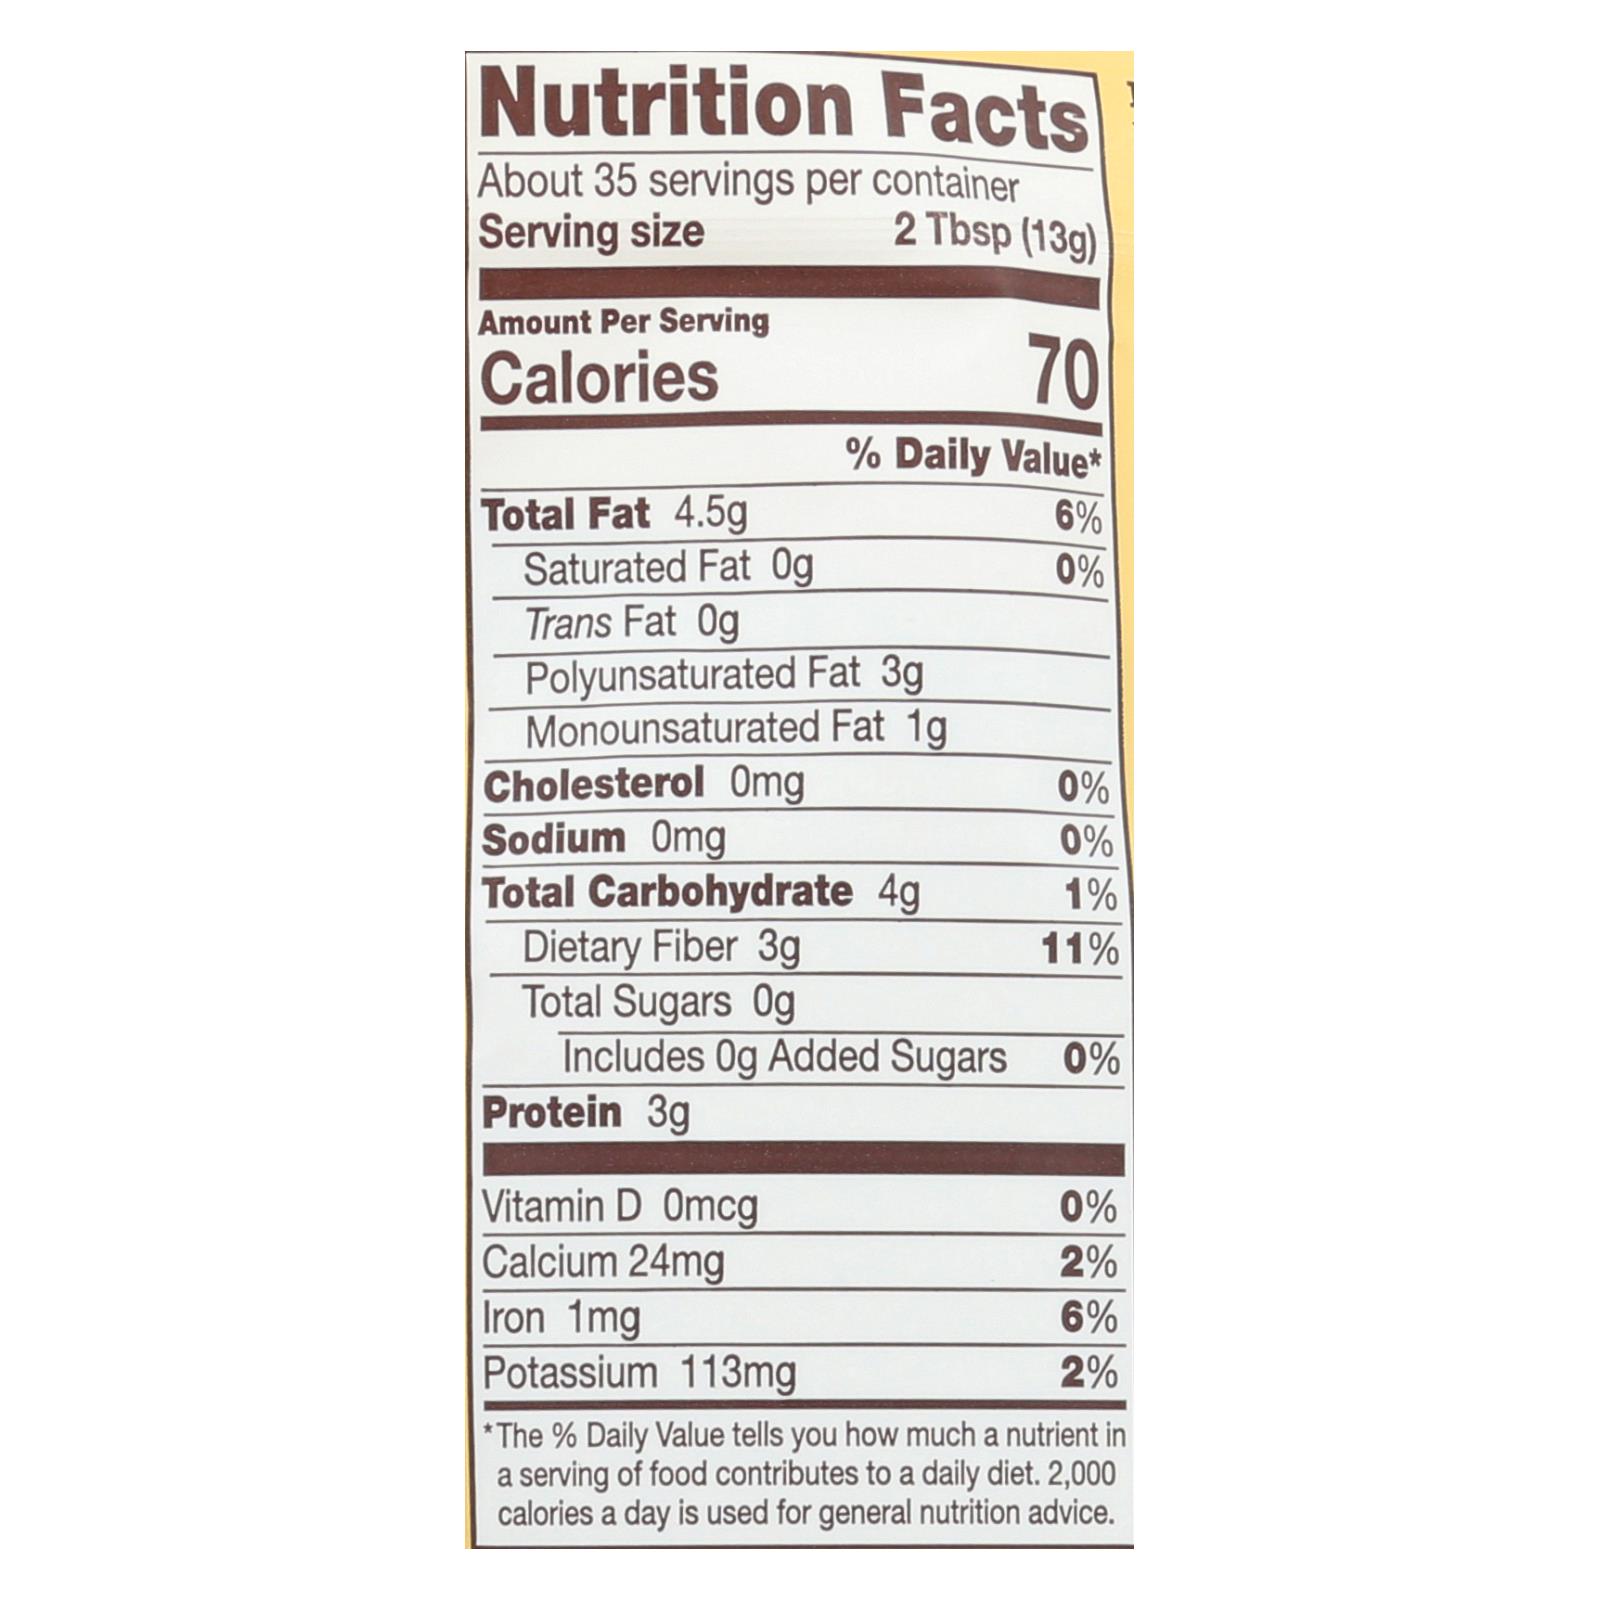 Nutrition Facts
About 35 servings per container
Serving size 2 Tbsp (13g)
Amount Per Serving
Calories 70
% Daily Value*
Total Fat 4.5g 6%
Saturated Fat 0g 0%
Trans Fat 0g
Polyunsaturated Fat 3g
Monounsaturated Fat 1g
Cholesterol 0mg 0%
Sodium 0mg 0%
Total Carbohydrate 4g 1%
Dietary Fiber 3g 11%
Total Sugars 0g
Includes 0g Added Sugars 0%
Protein 3g
Vitamin D 0mcg 0%
Calcium 24mg 2%
Iron 1mg 6%
Potassium 113mg 2%
*The % Daily Value tells you how much a nutrient in
a serving of food contributes to a daily diet. 2,000
calories a day is used for general nutrition advice.